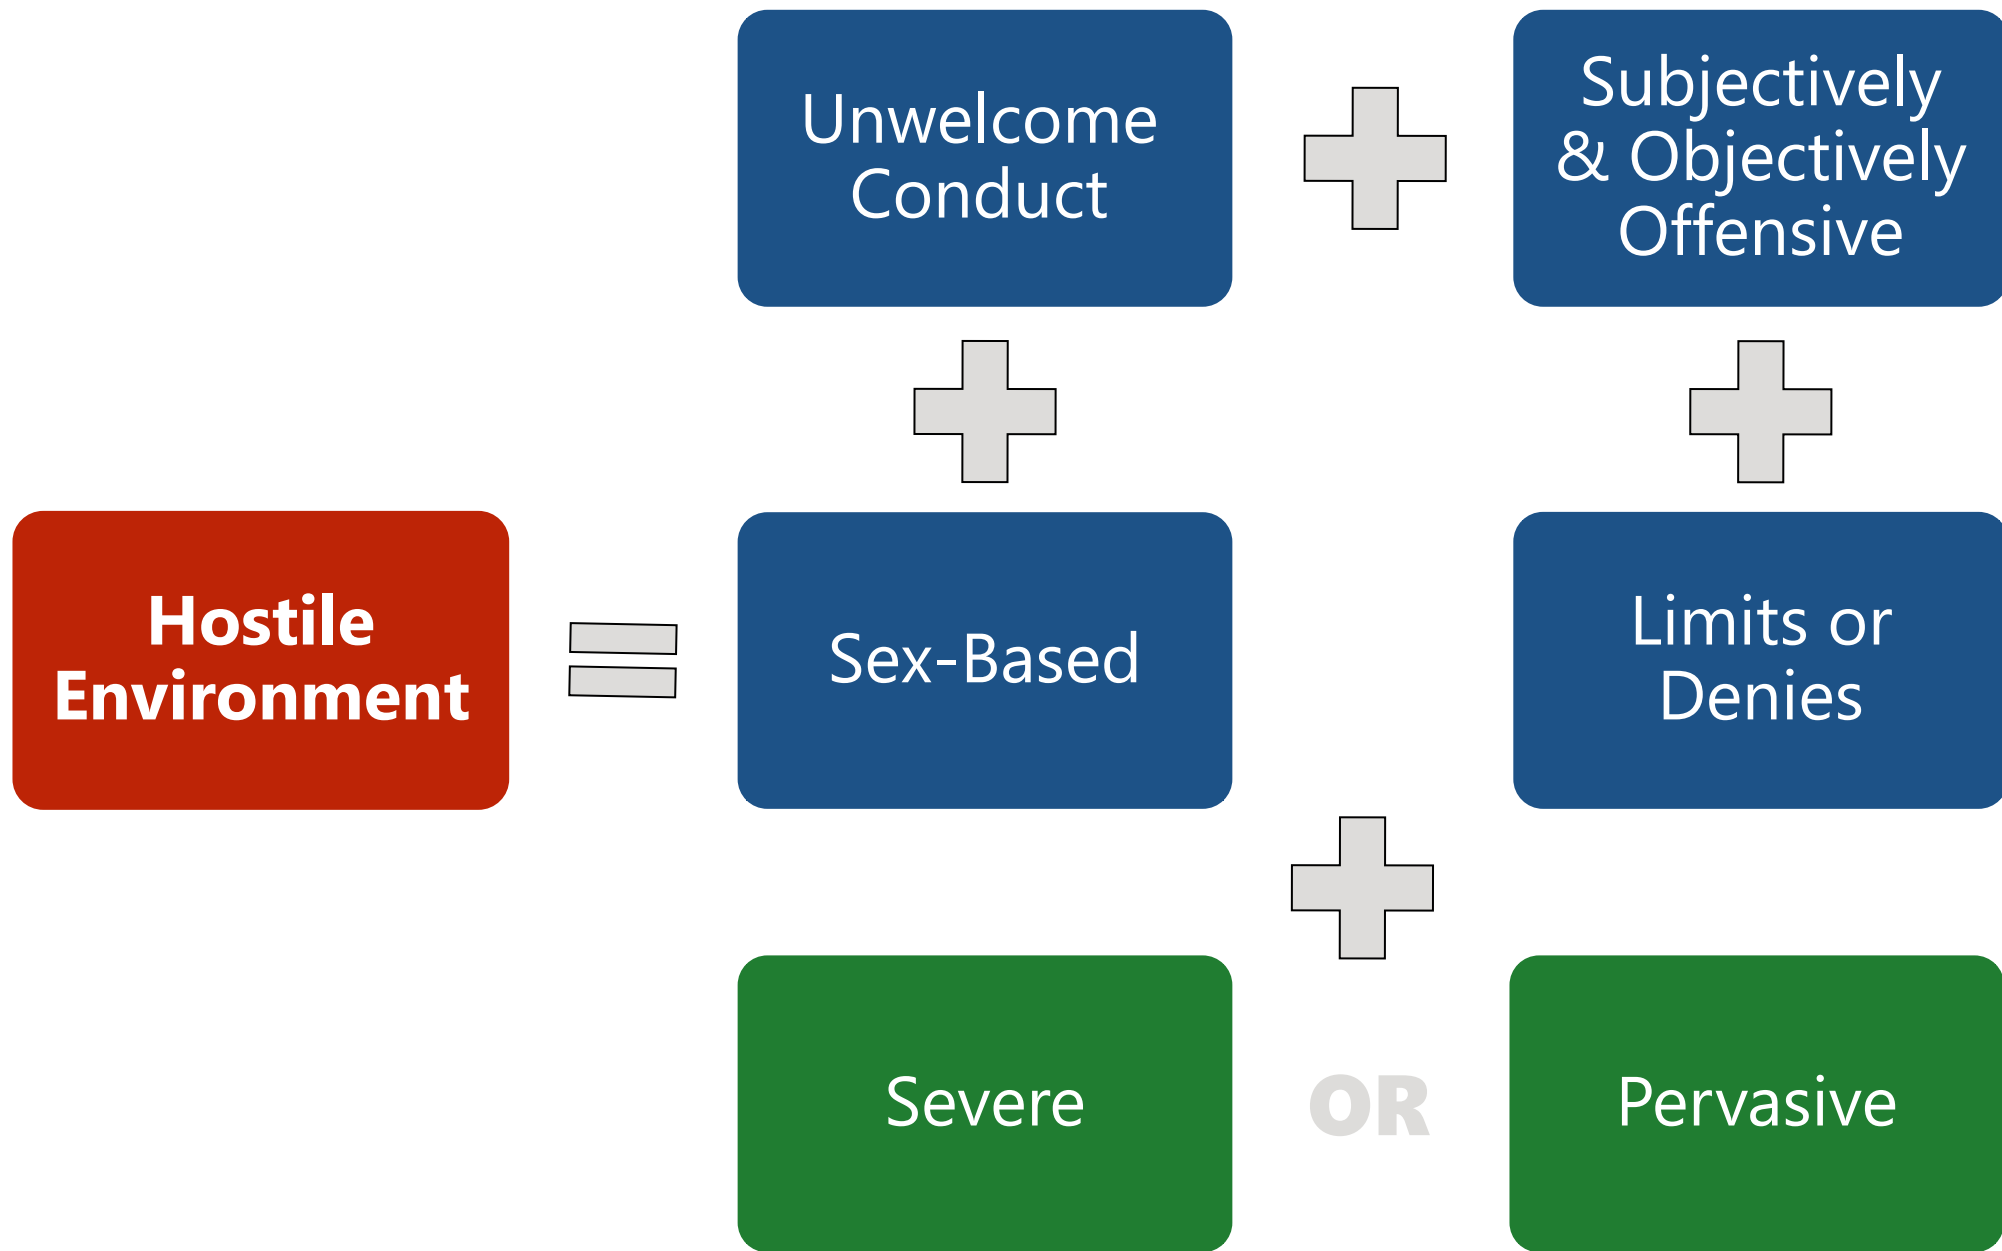 Unwelcome
Conduct
Subjectively
& Objectively
Offensive
Hostile
Environment
Sex-Based
Limits or
Denies
Severe
OR
Pervasive